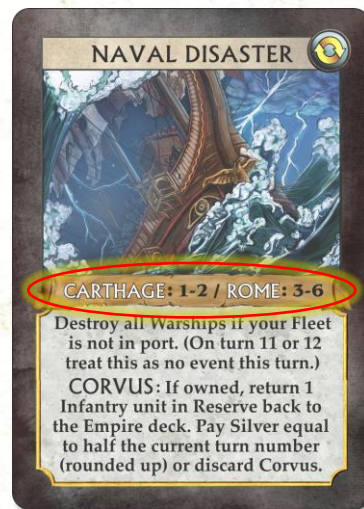 NAVAL DISASTER
CARTHAGE: 1-2 / ROME: 3-6
Destroy all Warships if your Fleet
is not in port. (On turn 11 or 12
treat this as no event this turn.)
CORVUS: If owned, return 1
Infantry unit in Reserve back to
the Empire deck. Pay Silver equal
to half the current turn number
(rounded up) or discard Corvus.